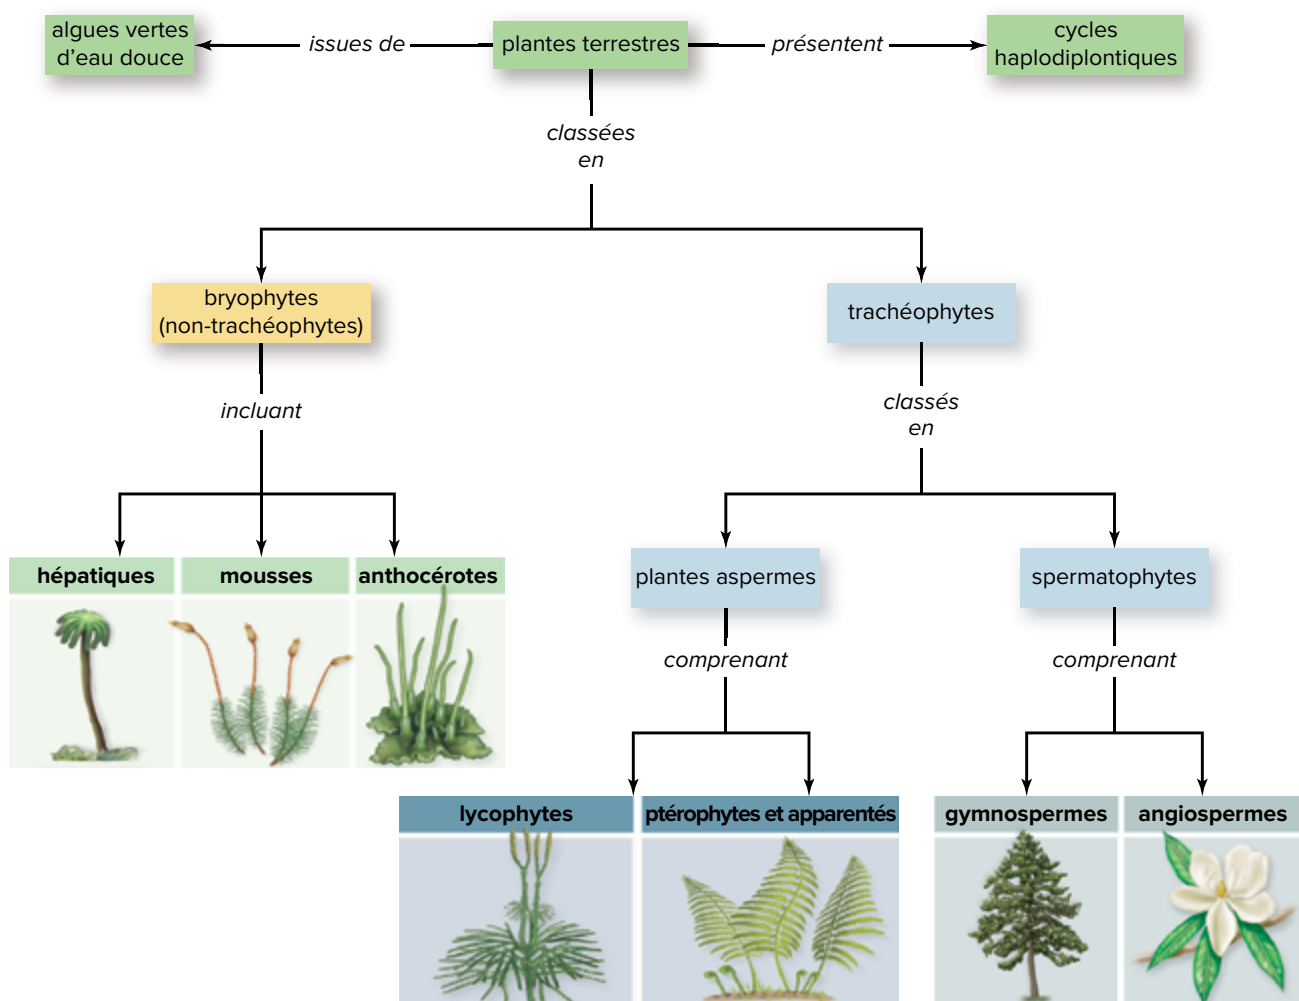 algues vertes
d'eau douce
issues de
plantes terrestres
présentent
cycles
haplodiplontiques
classées
en
bryophytes
(non-trachéophytes)
trachéophytes
incluant
classés
en
hépatiques
mousses
anthocérotes
plantes aspermes
spermatophytes
comprenant
comprenant
lycophytes
ptérophytes et apparentés
gymnospermes
angiospermes